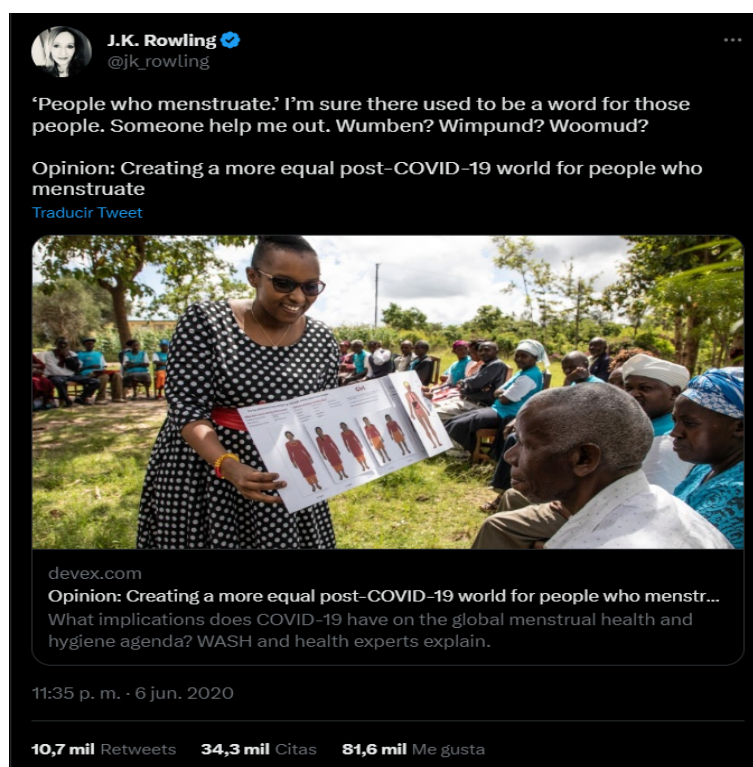 J.K. Rowling
@jk_rowling
‘People who menstruate.’ I’m sure there used to be a word for those
people. Someone help me out. Wumben? Wimpund? Woomud?
Opinion: Creating a more equal post-COVID-19 world for people who
menstruate
Traducir Tweet
devex.com
Opinion: Creating a more equal post-COVID-19 world for people who menstr...
What implications does COVID-19 have on the global menstrual health and
hygiene agenda? WASH and health experts explain.
11:35 p. m. · 6 jun. 2020
10,7 mil Retweets 34,3 mil Citas 81,6 mil Me gusta